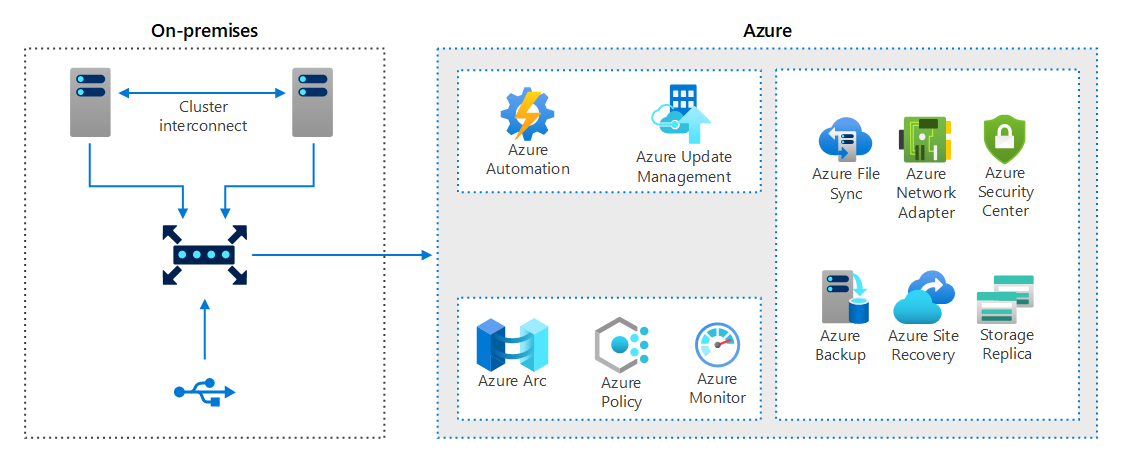 On-premises
Azure
Cluster
interconnect
Azure
Automation
Azure Update
Management
Azure File
Sync
Azure
Network
Adapter
Azure
Security
Center
Azure
Backup
Azure Site
Recovery
Storage
Replica
Azure Arc
Azure
Policy
Azure
Monitor